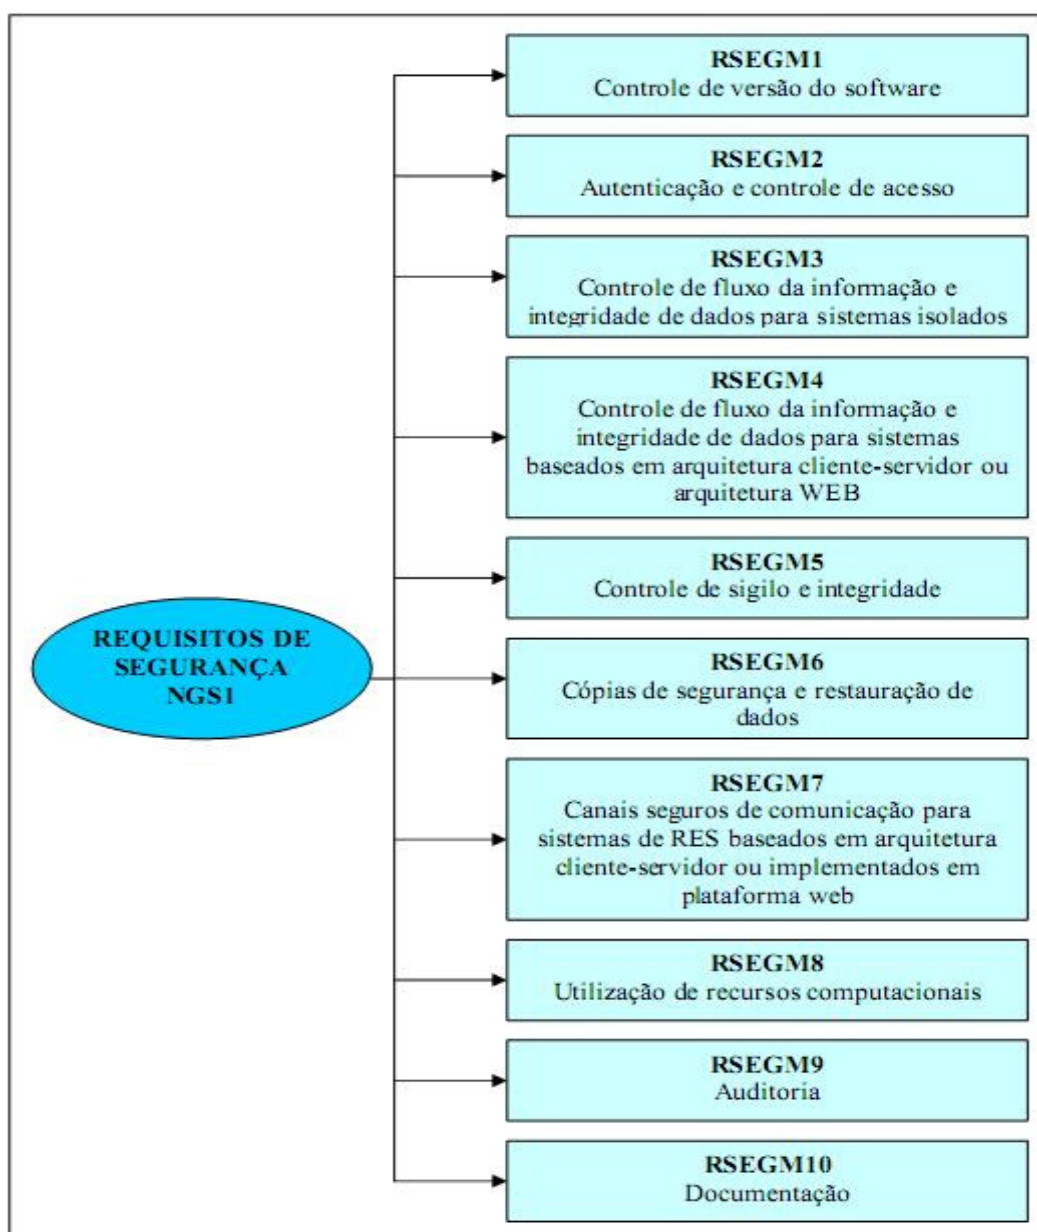 RSEGM1
Controle de versão do software
RSEGM2
Autenticação e controle de acesso
RSEGM3
Controle de fluxo da informação e
integridade de dados para sistemas isolados
RSEGM4
Controle de fluxo da informação e
integridade de dados para sistemas
baseados em arquitetura cliente-servidor ou
arquitetura WEB
RSEGM5
Controle de sigilo e integridade
REQUISITOS DE
SEGURANÇA
NGS1
RSEGM6
Cópias de segurança e restauração de
dados
RSEGM7
Canais seguros de comunicação para
sistemas de RES baseados em arquitetura
cliente-servidor ou implementados em
plataforma web
RSEGM8
Utilização de recursos computacionais
RSEGM9
Auditoria
RSEGM10
Documentação